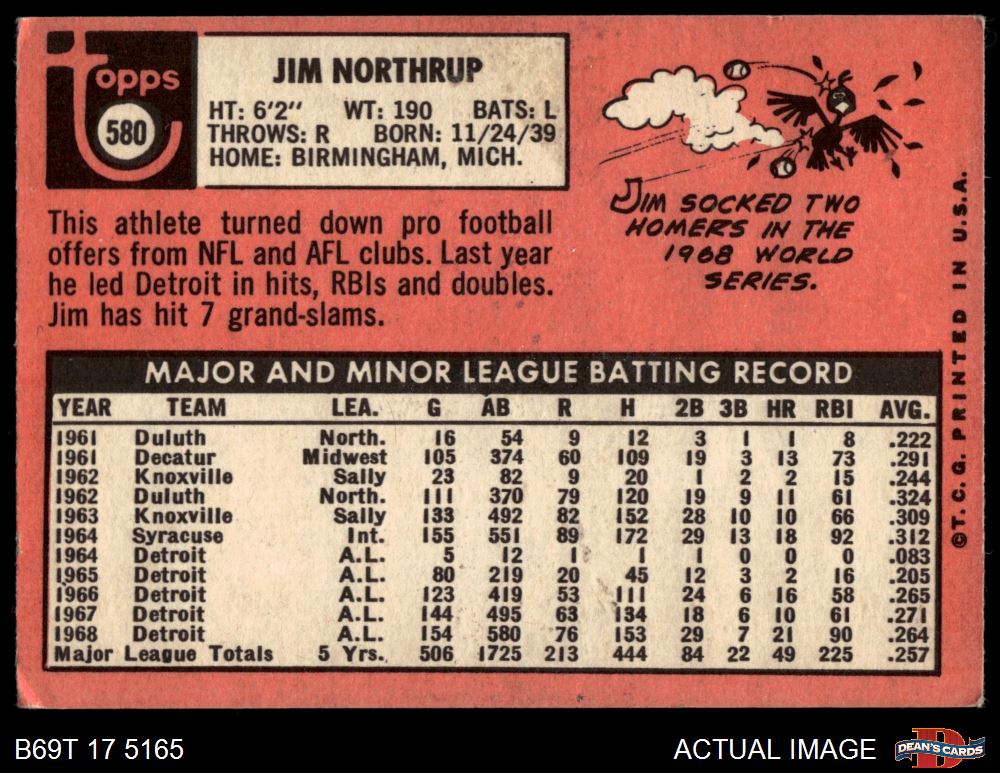 topps
580
JIM NORTHRUP
HT: 6'2" WT: 190 BATS: L
THROWS: R BORN: 11/24/39
HOME: BIRMINGHAM, MICH.
This athlete turned down pro football
offers from NFL and AFL clubs. Last year
he led Detroit in hits, RBIs and doubles.
Jim has hit 7 grand-slams.
JIM SOCKED TWO
HOMERS IN THE
1968 WORLD
SERIES.
©T.C.G. PRINTED IN U.S.A.
MAJOR AND MINOR LEAGUE BATTING RECORD
YEAR TEAM LEA. G AB R H 2B 3B HR RBI AVG.
1961 Duluth North. 16 54 9 12 3 1 1 8 .222
1961 Decatur Midwest 105 374 60 109 19 3 13 73 .291
1962 Knoxville Sally 23 82 9 20 1 2 2 15 .244
1962 Duluth North. 111 370 79 120 19 9 11 61 .324
1963 Knoxville Sally 133 492 82 152 28 10 10 66 .309
1964 Syracuse Int. 155 551 89 172 29 13 18 92 .312
1964 Detroit A.L. 5 12 1 1 1 0 0 0 .083
1965 Detroit A.L. 80 219 20 45 12 3 2 16 .205
1966 Detroit A.L. 123 419 53 111 24 6 16 58 .265
1967 Detroit A.L. 144 495 63 134 18 6 10 61 .271
1968 Detroit A.L. 154 580 76 153 29 7 21 90 .264
Major League Totals 5 Yrs. 506 1725 213 444 84 22 49 225 .257
B69T 17 5165
ACTUAL IMAGE
D
DEAN'S CARDS